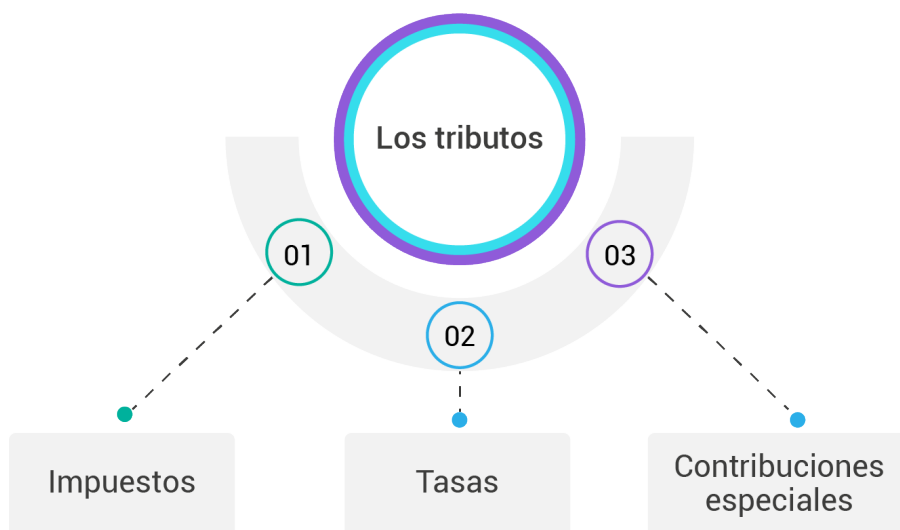 Los tributos
01
02
03
Impuestos
Tasas
Contribuciones
especiales